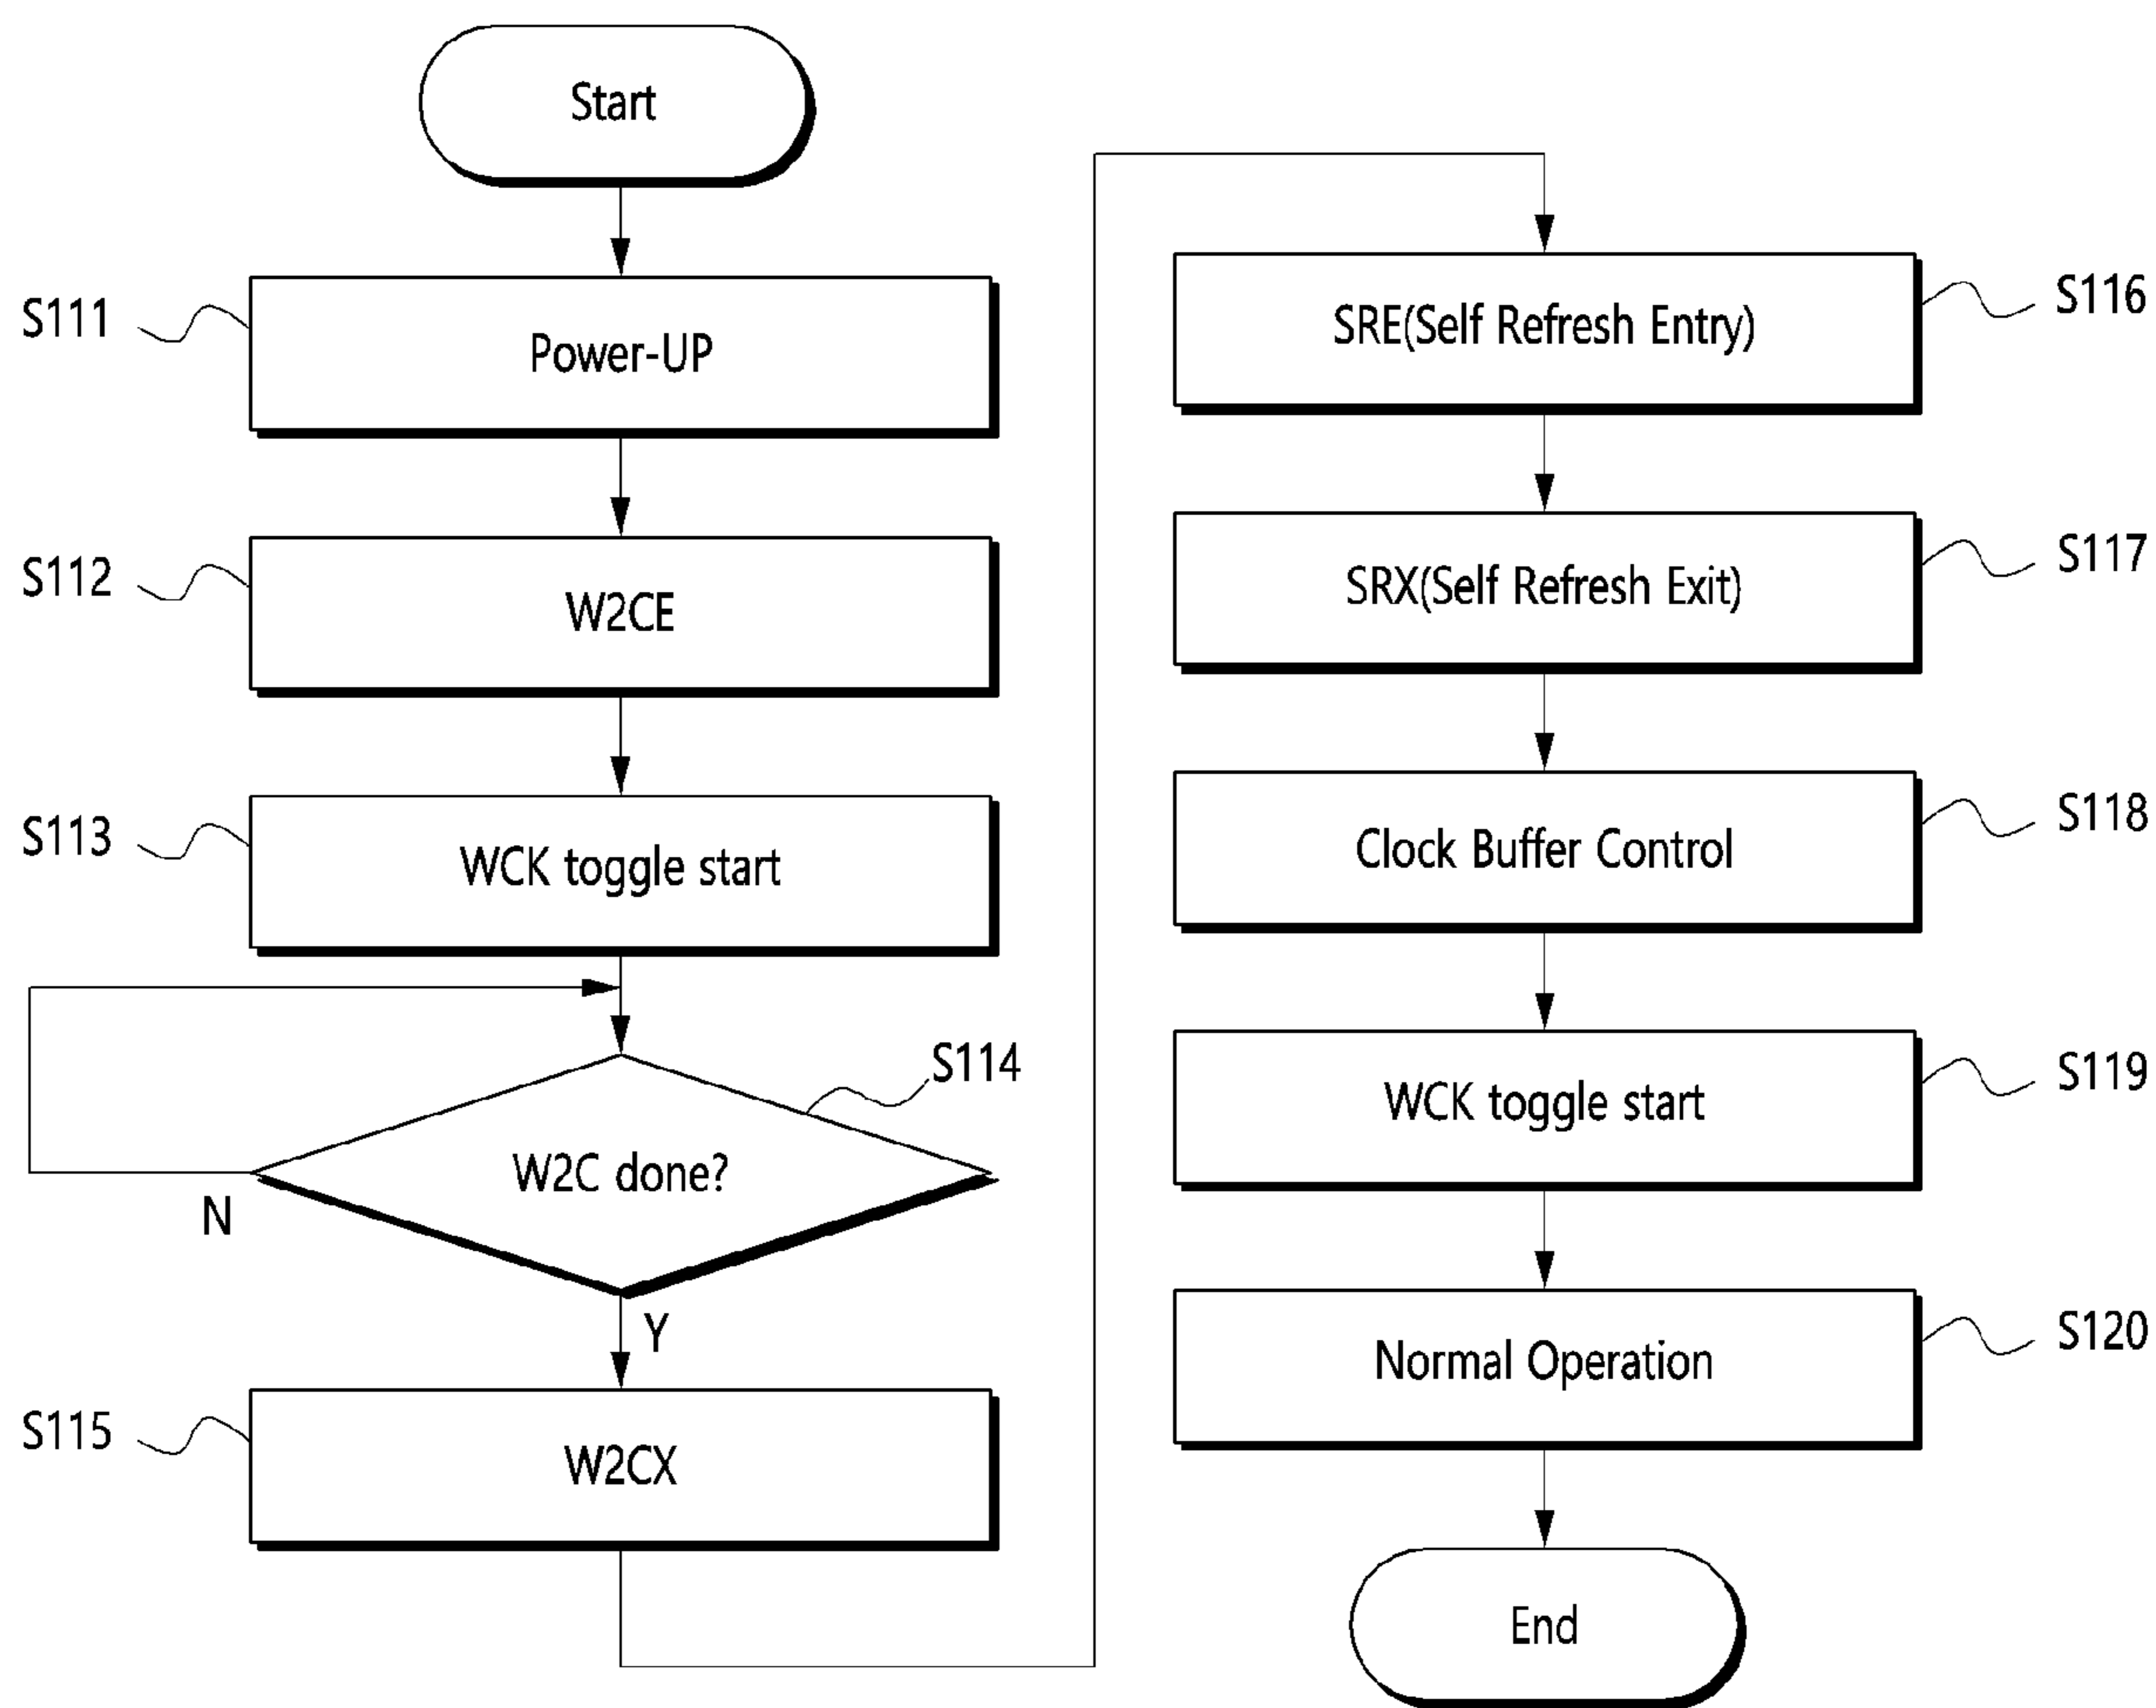 Start
S111
Power-UP
S112
W2CE
S113
WCK toggle start
S114
W2C done?
N
Y
S115
W2CX
S116
SRE(Self Refresh Entry)
S117
SRX(Self Refresh Exit)
S118
Clock Buffer Control
S119
WCK toggle start
S120
Normal Operation
End